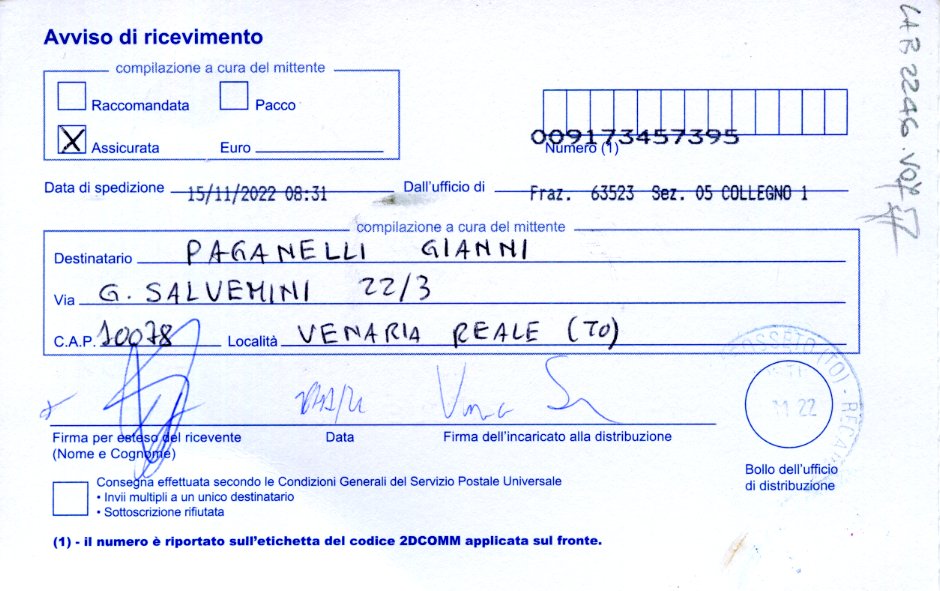 Avviso di ricevimento
compilazione a cura del mittente
Raccomandata
Pacco
X Assicurata
Euro
009173457395
Numero (1)
Data di spedizione 15/11/2022 08:31 Dall'ufficio di Fraz. 63523 Sez. 05 COLLEGNO 1
compilazione a cura del mittente
Destinatario PAGANELLI GIANNI
Via G. SALVEMINI 22/3
C.A.P. 10078 Località VENARIA REALE (TO)
Firma per esteso del ricevente
(Nome e Cognome)
Data
Firma dell'incaricato alla distribuzione
11 22
Bollo dell'ufficio
di distribuzione
Consegna effettuata secondo le Condizioni Generali del Servizio Postale Universale
• Invii multipli a un unico destinatario
• Sottoscrizione rifiutata
(1) - il numero è riportato sull'etichetta del codice 2DCOMM applicata sul fronte.